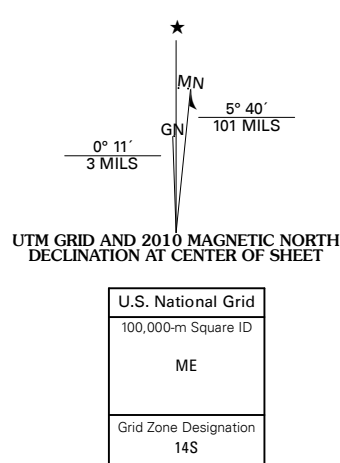 ★
MN
GN
5° 40´
101 MILS
0° 11´
3 MILS
UTM GRID AND 2010 MAGNETIC NORTH
DECLINATION AT CENTER OF SHEET
U.S. National Grid
100,000-m Square ID
ME
Grid Zone Designation
14S